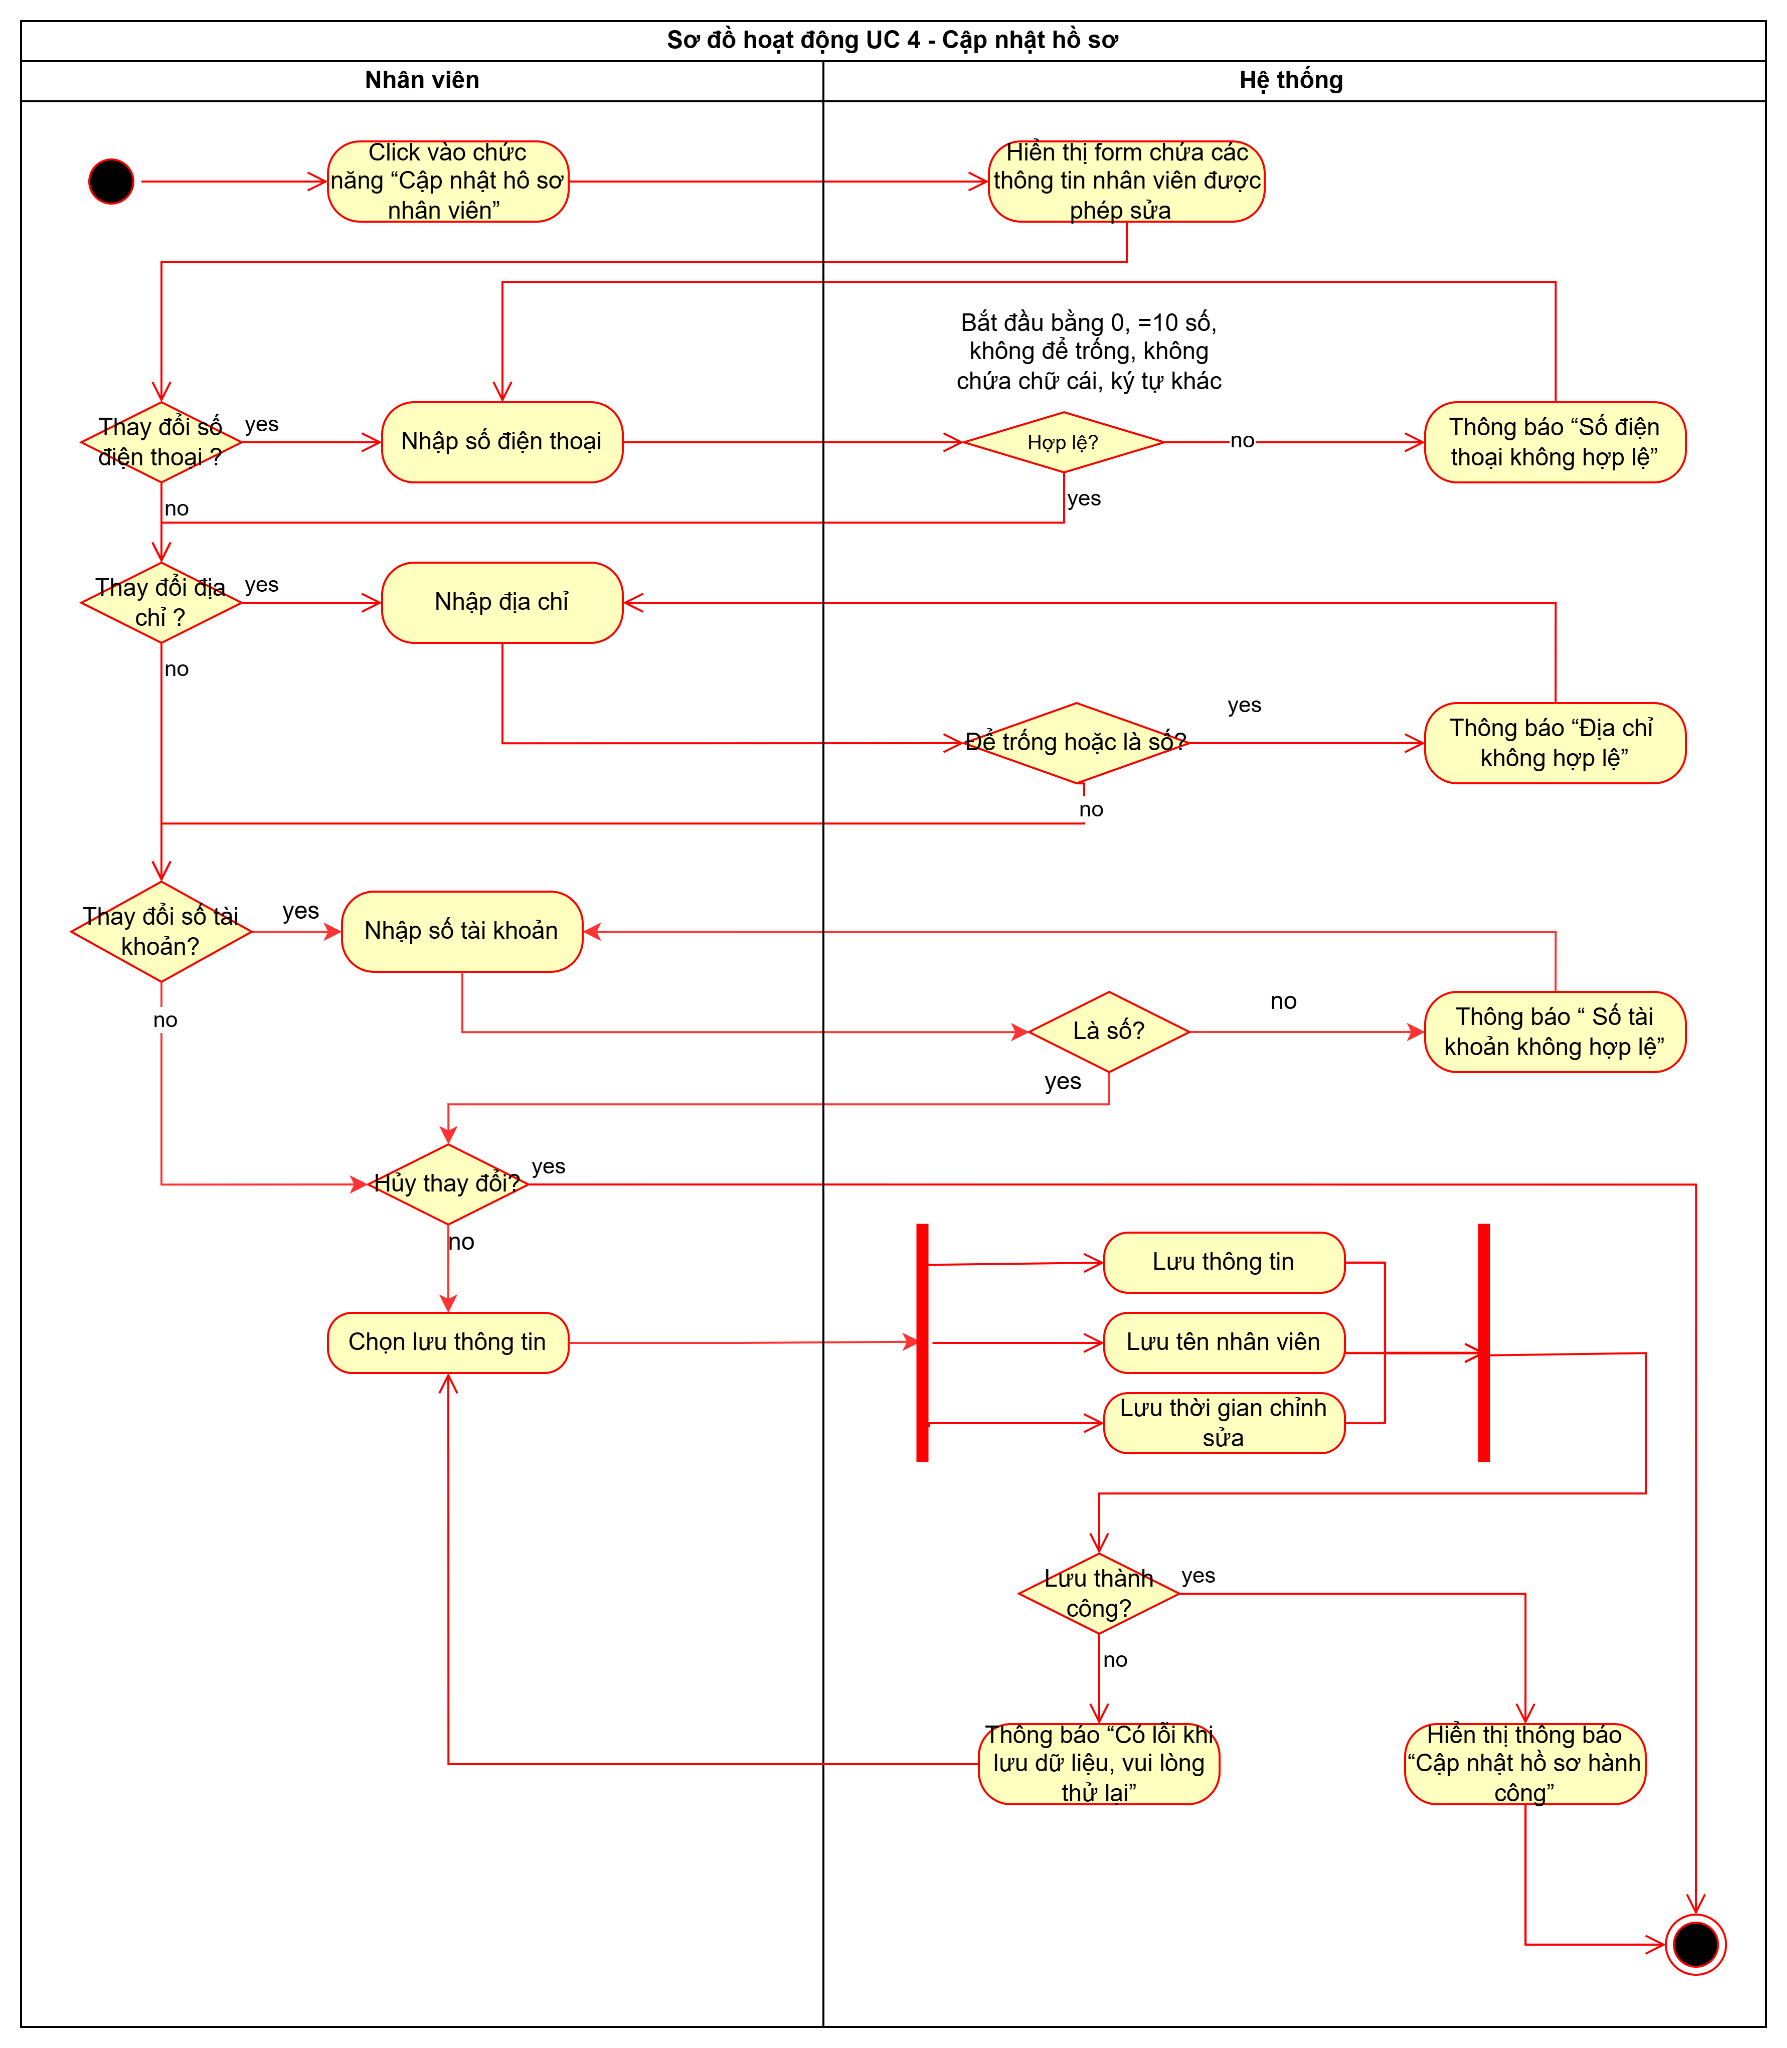 Sơ đồ hoạt động UC 4 - Cập nhật hồ sơ
Nhân viên
Hệ thống
Click vào chức
năng “Cập nhật hồ sơ
nhân viên”
Hiển thị form chứa các
thông tin nhân viên được
phép sửa
Bắt đầu bằng 0, =10 số,
không để trống, không
chứa chữ cái, ký tự khác
Thay đổi số
điện thoại ?
yes
Nhập số điện thoại
Hợp lệ?
no
Thông báo “Số điện
thoại không hợp lệ”
no
yes
Thay đổi địa
chỉ ?
yes
Nhập địa chỉ
no
Để trống hoặc là số?
yes
Thông báo “Địa chỉ
không hợp lệ”
no
Thay đổi số tài
khoản?
yes
Nhập số tài khoản
no
Là số?
no
Thông báo “ Số tài
khoản không hợp lệ”
yes
Hủy thay đổi?
yes
no
Chọn lưu thông tin
Lưu thông tin
Lưu tên nhân viên
Lưu thời gian chỉnh
sửa
Lưu thành
công?
yes
no
Thông báo “Có lỗi khi
lưu dữ liệu, vui lòng
thử lại”
Hiển thị thông báo
“Cập nhật hồ sơ hành
công”